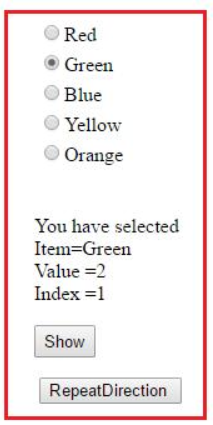 Red
Green
Blue
Yellow
Orange
You have selected
Item=Green
Value =2
Index =1
Show
RepeatDirection